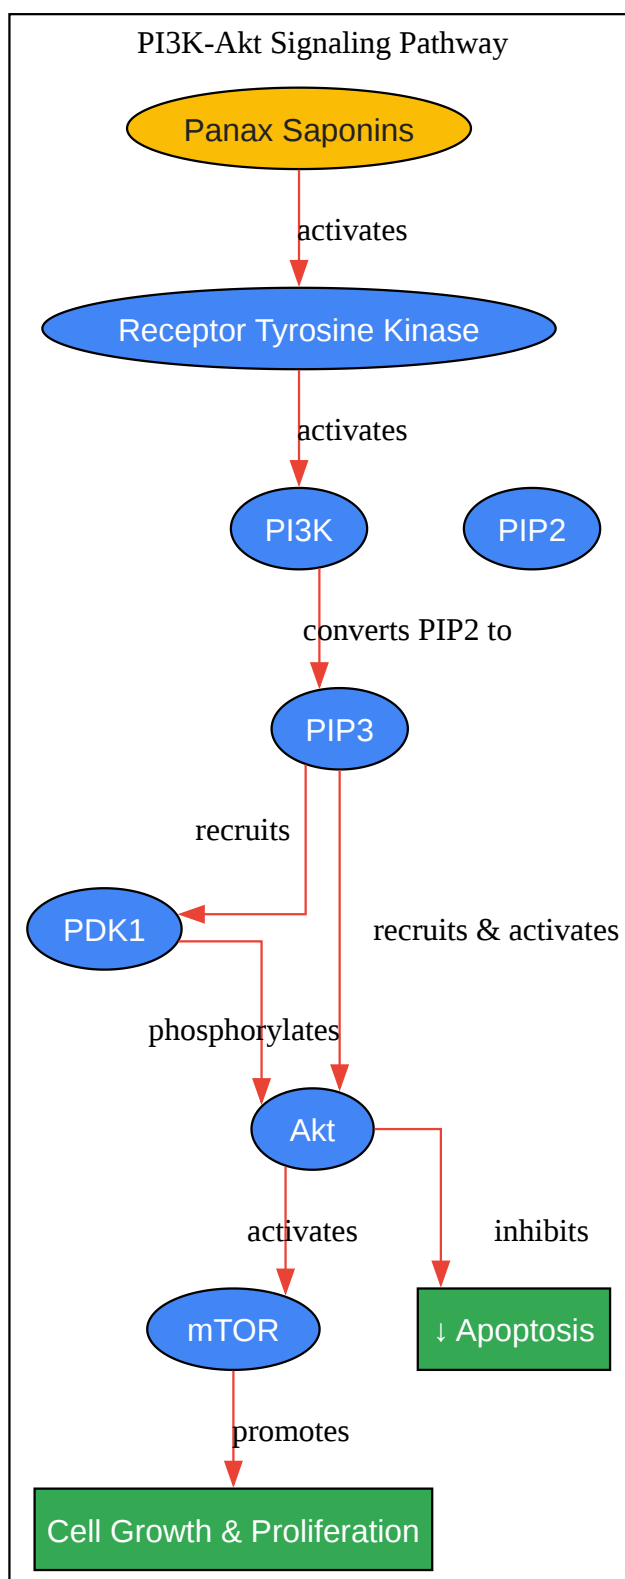 PI3K-Akt Signaling Pathway
Panax Saponins
activates
Receptor Tyrosine Kinase
activates
PI3K
PIP2
converts PIP2 to
PIP3
recruits
PDK1
recruits & activates
phosphorylates
Akt
activates
inhibits
mTOR
↓ Apoptosis
promotes
Cell Growth & Proliferation